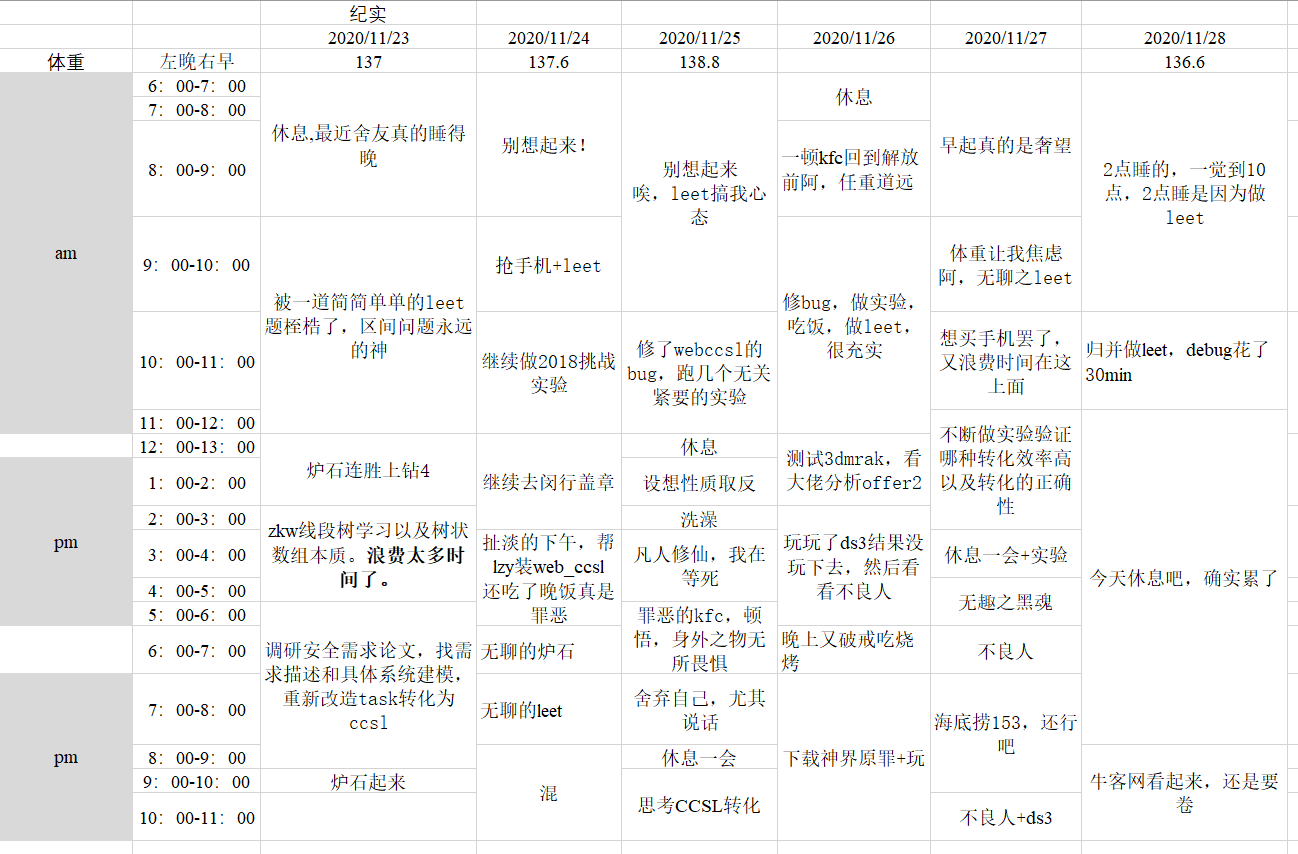 纪实
2020/11/23 2020/11/24 2020/11/25 2020/11/26 2020/11/27 2020/11/28
体重 左晚右早 137 137.6 138.8 136.6
am
6：00-7：00
7：00-8：00
8：00-9：00
9：00-10：00
10：00-11：00
11：00-12：00
12：00-13：00
pm
1：00-2：00
2：00-3：00
3：00-4：00
4：00-5：00
5：00-6：00
6：00-7：00
pm
7：00-8：00
8：00-9：00
9：00-10：00
10：00-11：00
休息,最近舍友真的睡得
晚
被一道简简单单的leet
题桎梏了，区间问题永远
的神
炉石连胜上钻4
zkw线段树学习以及树状
数组本质。浪费太多时
间了。
调研安全需求论文，找需
求描述和具体系统建模，
重新改造task转化为
ccsl
炉石起来
别想起来！
抢手机+leet
继续做2018挑战
实验
继续去闵行盖章
扯淡的下午，帮
lzy装web_ccsl
还吃了晚饭真是
罪恶
无聊的炉石
无聊的leet
混
别想起来
唉，leet搞我心
态
修了webccsl的
bug，跑几个无关
紧要的实验
休息
设想性质取反
洗澡
凡人修仙，我在
等死
罪恶的kfc，顿
悟，身外之物无
所畏惧
舍弃自己，尤其
说话
休息一会
思考CCSL转化
休息
一顿kfc回到解放
前阿，任重道远
修bug，做实验，
吃饭，做leet，
很充实
测试3dmrak，看
大佬分析offer2
玩玩了ds3结果没
玩下去，然后看
看不良人
晚上又破戒吃烧
烤
下载神界原罪+玩
早起真的是奢望
体重让我焦虑
阿，无聊之leet
想买手机罢了，
又浪费时间在这
上面
不断做实验验证
哪种转化效率高
以及转化的正确
性
休息一会+实验
无趣之黑魂
不良人
海底捞153，还行
吧
不良人+ds3
2点睡的，一觉到10
点，2点睡是因为做
leet
归并做leet，debug花了
30min
今天休息吧，确实累了
牛客网看起来，还是要
卷